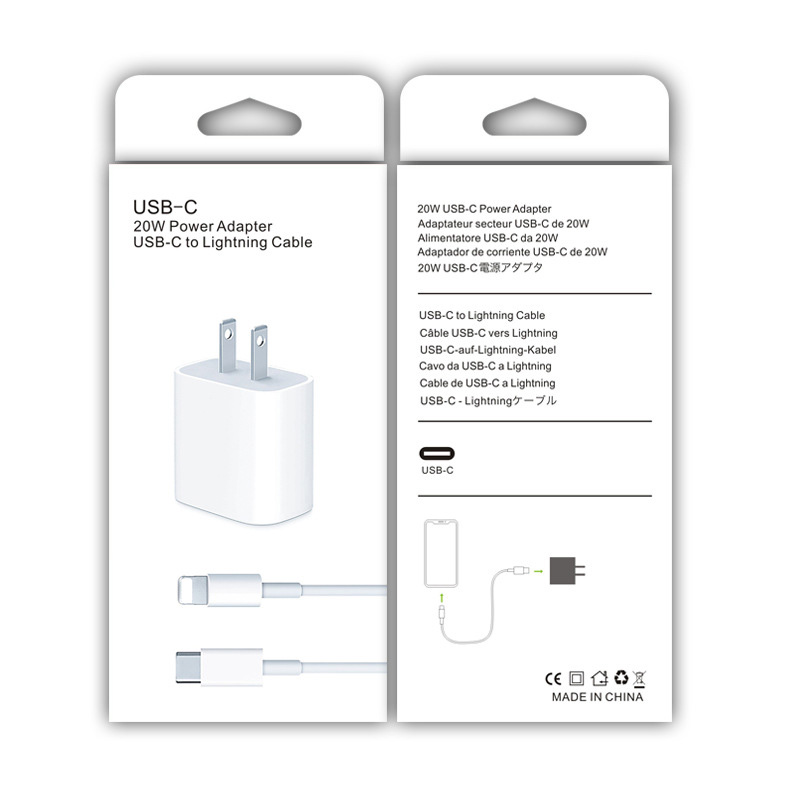 USB-C
20W Power Adapter
USB-C to Lightning Cable
20W USB-C Power Adapter
Adaptateur secteur USB-C de 20W
Alimentatore USB-C da 20W
Adaptador de corriente USB-C de 20W
20W USB-C電源アダプタ
USB-C to Lightning Cable
Câble USB-C vers Lightning
USB-C-auf-Lightning-Kabel
Cavo da USB-C a Lightning
Cable de USB-C a Lightning
USB-C - Lightningケーブル
USB-C
CE
MADE IN CHINA